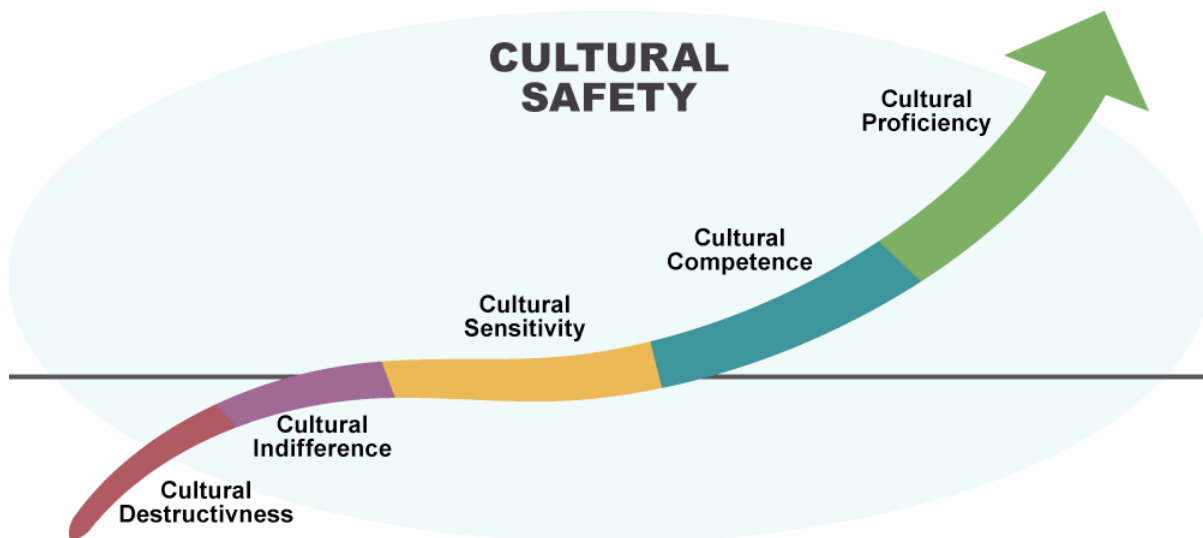 CULTURAL
SAFETY
Cultural
Proficiency
Cultural
Competence
Cultural
Sensitivity
Cultural
Indifference
Cultural
Destructivness